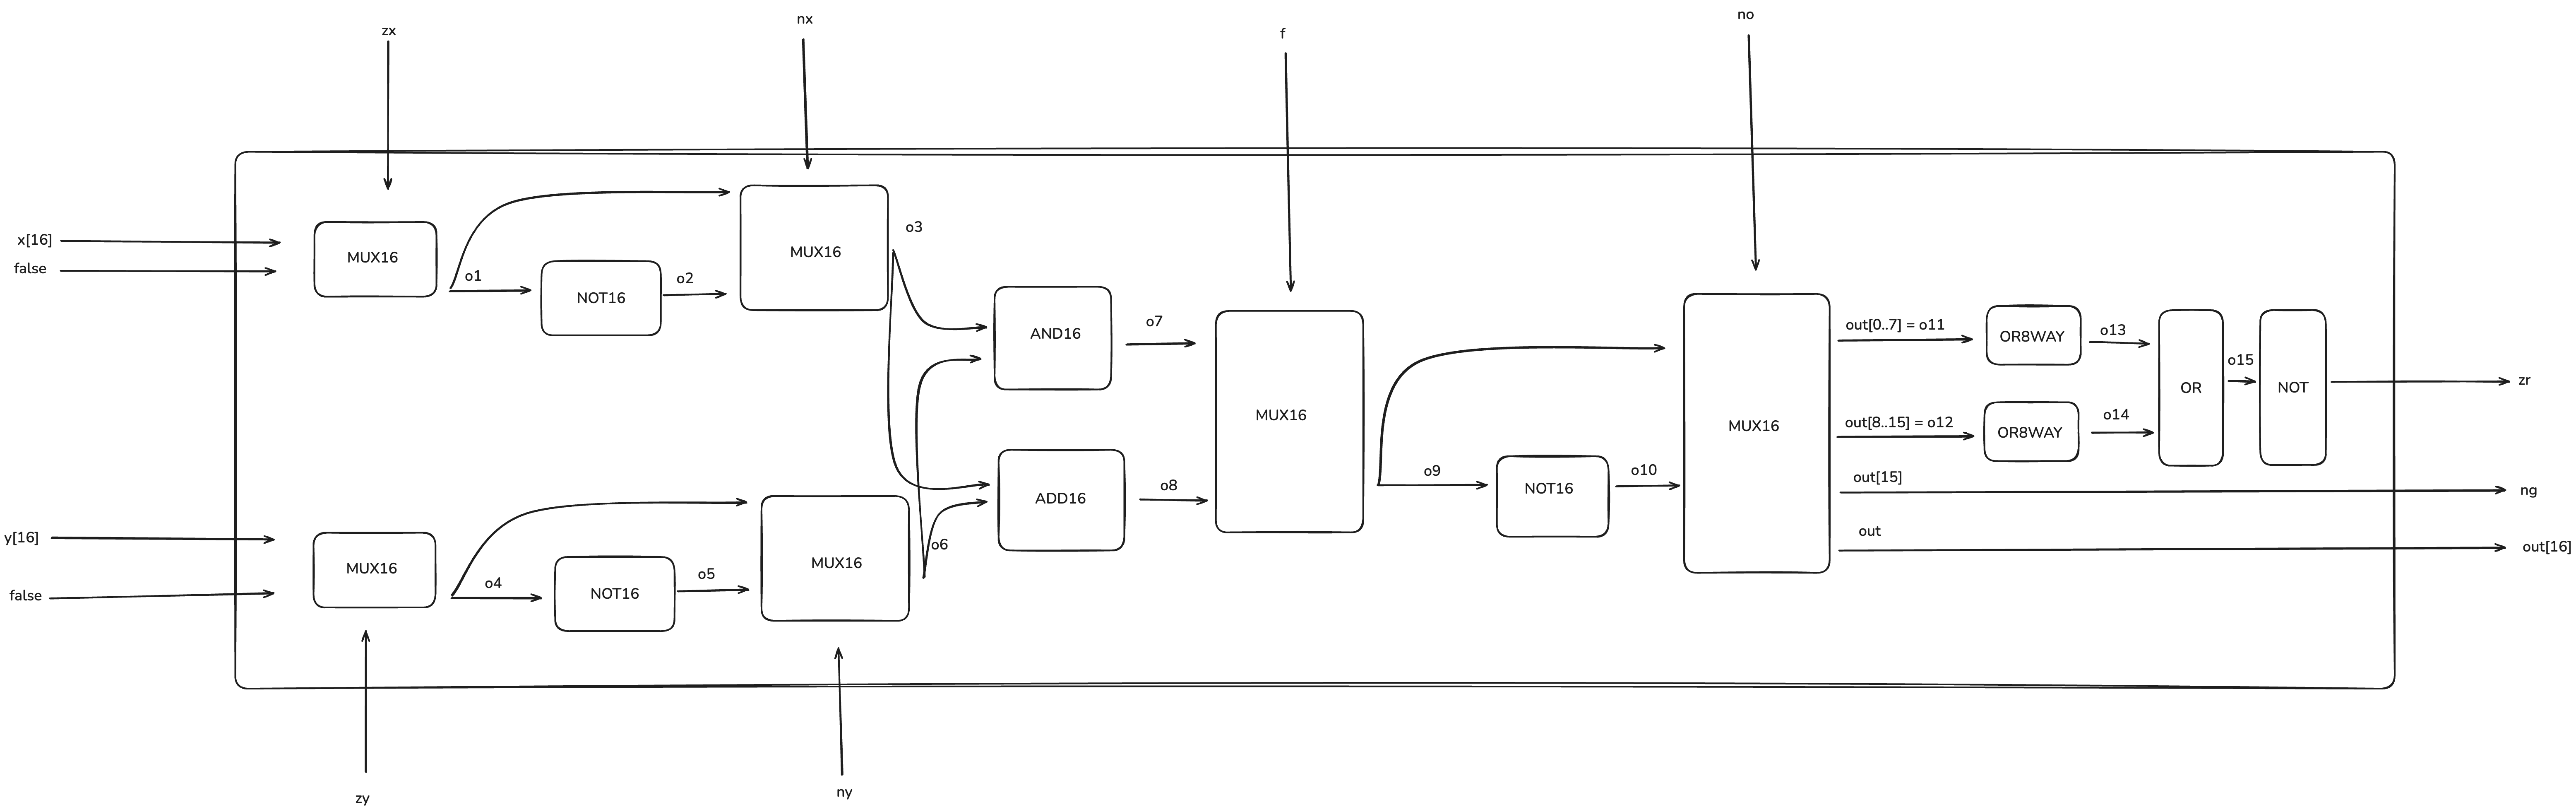 zx
nx
f
no
x[16]
false
MUX16
o1
NOT16
o2
MUX16
o3
AND16
o7
MUX16
o9
NOT16
o10
MUX16
out[0..7] = o11
OR8WAY
o13
OR
o15
NOT
zr
out[8..15] = o12
OR8WAY
o14
out[15]
ng
out
out[16]
y[16]
false
MUX16
o4
NOT16
o5
MUX16
o6
ADD16
o8
zy
ny